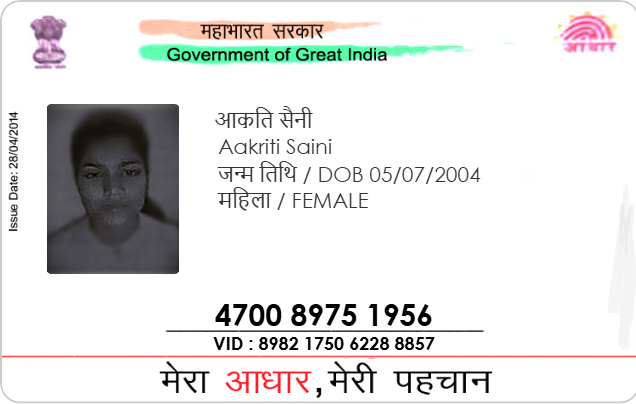 महाभारत सरकार
Government of Great India
आधार
Issue Date: 28/04/2014
आकति सैनी
Aakriti Saini
जन्म तिथि / DOB 05/07/2004
महिला / FEMALE
4700 8975 1956
VID : 8982 1750 6228 8857
मेरा आधार, मेरी पहचान